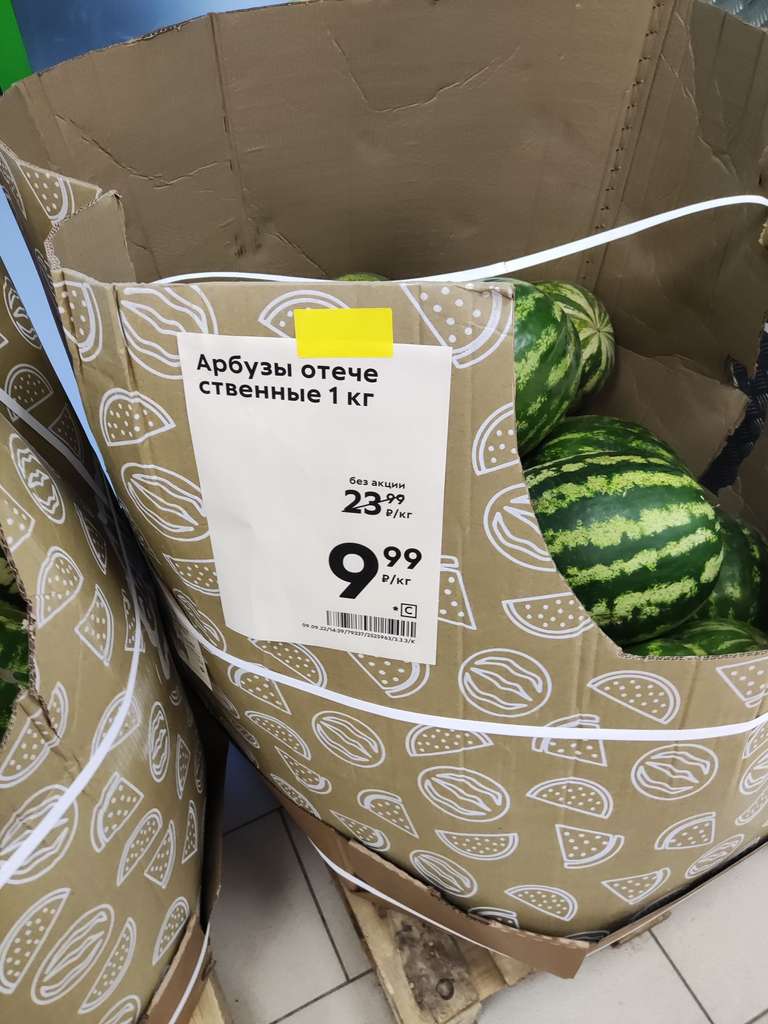 Арбузы отече
ственные 1 кг
без акции
23 99
₽/кг
9 99
₽/кг
* C